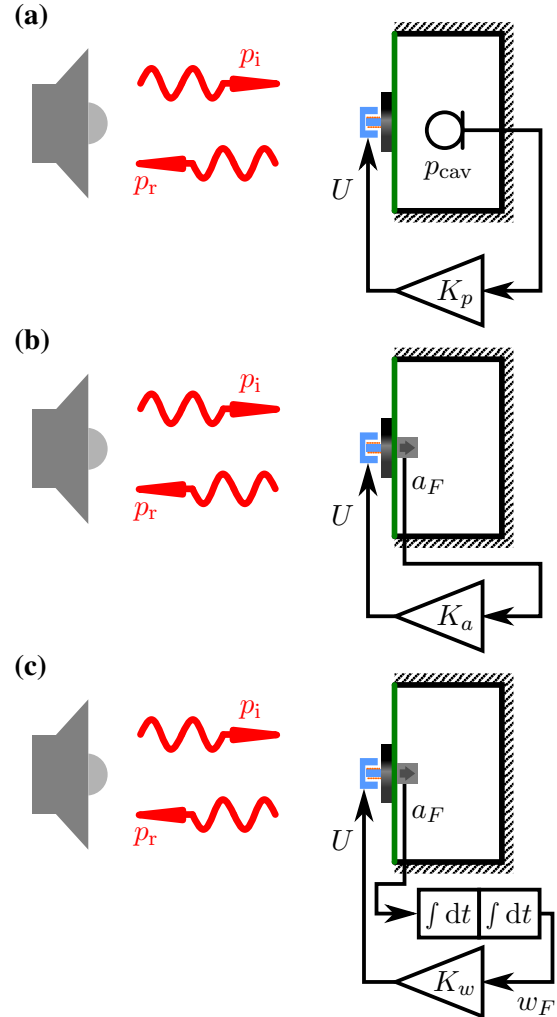 (a)
p_i
p_r
U
p_cav
K_p
(b)
p_i
p_r
U
a_F
K_a
(c)
p_i
p_r
U
a_F
∫ dt ∫ dt
K_w
w_F